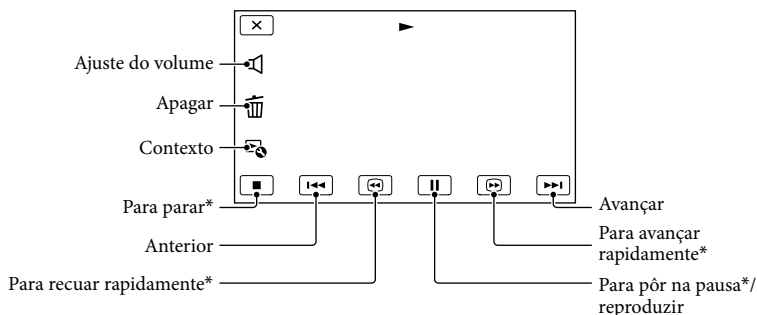 Ajuste do volume
Apagar
Contexto
Para parar*
Anterior
Para recuar rapidamente*
Avançar
Para avançar
rapidamente*
Para pôr na pausa*/
reproduzir